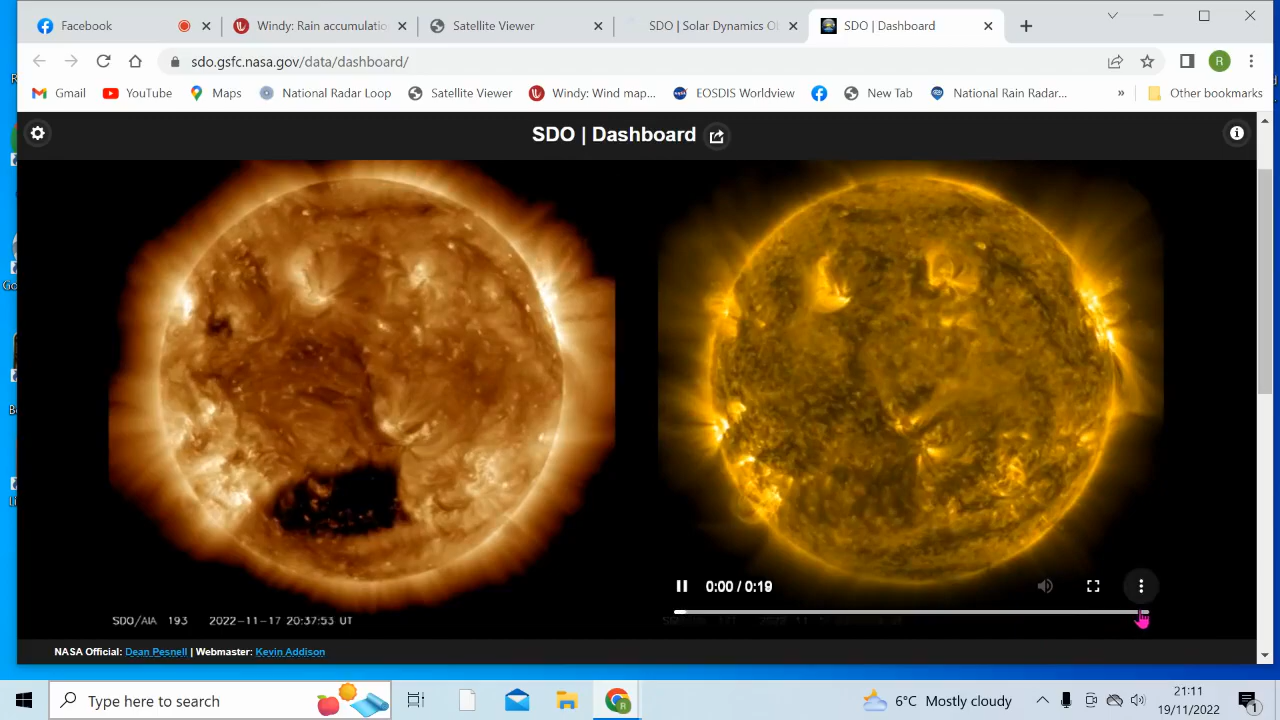 Facebook
Windy: Rain accumulatio
Satellite Viewer
SDO | Solar Dynamics Ol
SDO | Dashboard
sdo.gsfc.nasa.gov/data/dashboard/
R
Gmail
YouTube
Maps
National Radar Loop
Satellite Viewer
Windy: Wind map...
EOSDIS Worldview
New Tab
National Rain Radar...
»
Other bookmarks
SDO | Dashboard
0:00 / 0:19
SDO/AIA 193 2022-11-17 20:37:53 UT
NASA Official: Dean Pesnell | Webmaster: Kevin Addison
Type here to search
6°C Mostly cloudy
21:11
19/11/2022
1